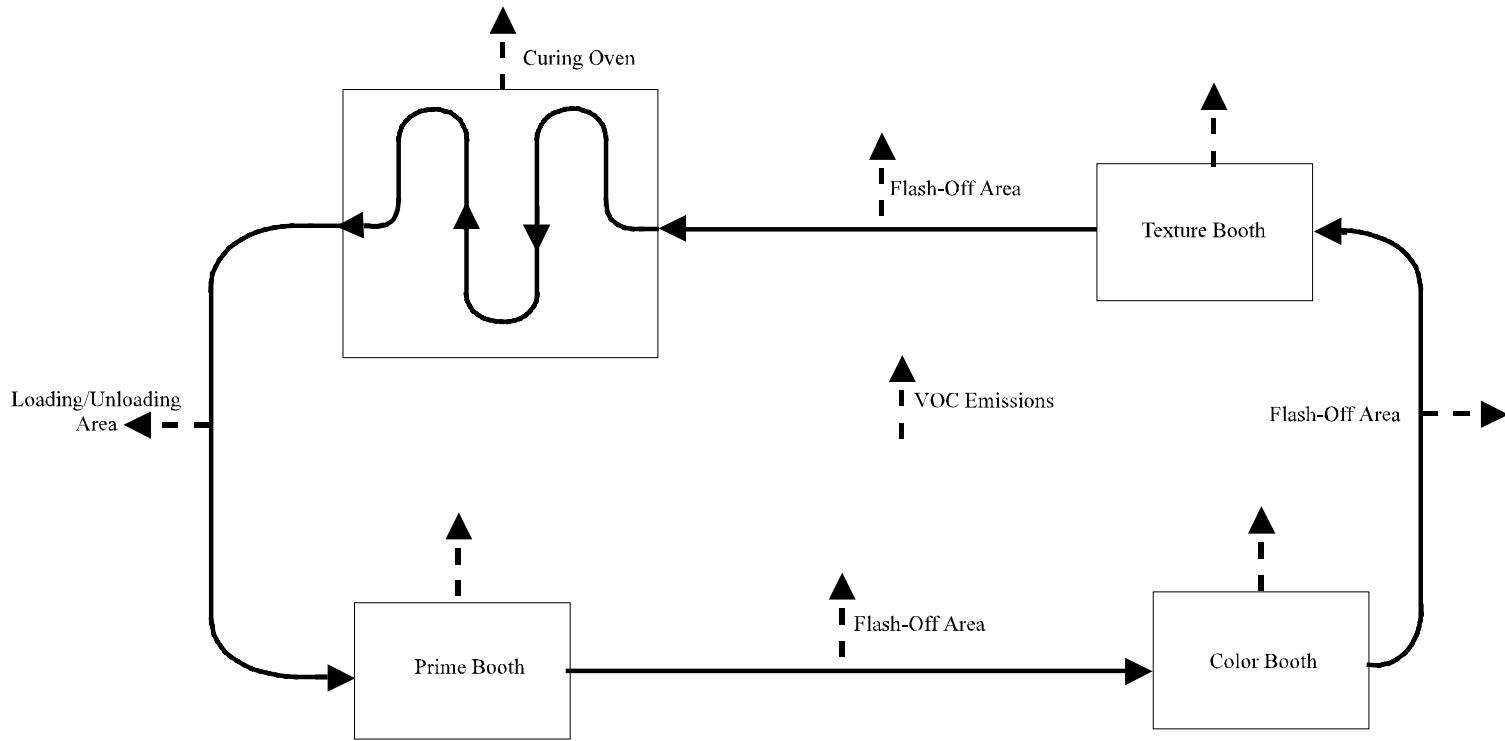 Curing Oven
Flash-Off Area
Texture Booth
Loading/Unloading
Area
VOC Emissions
Flash-Off Area
Flash-Off Area
Prime Booth
Color Booth